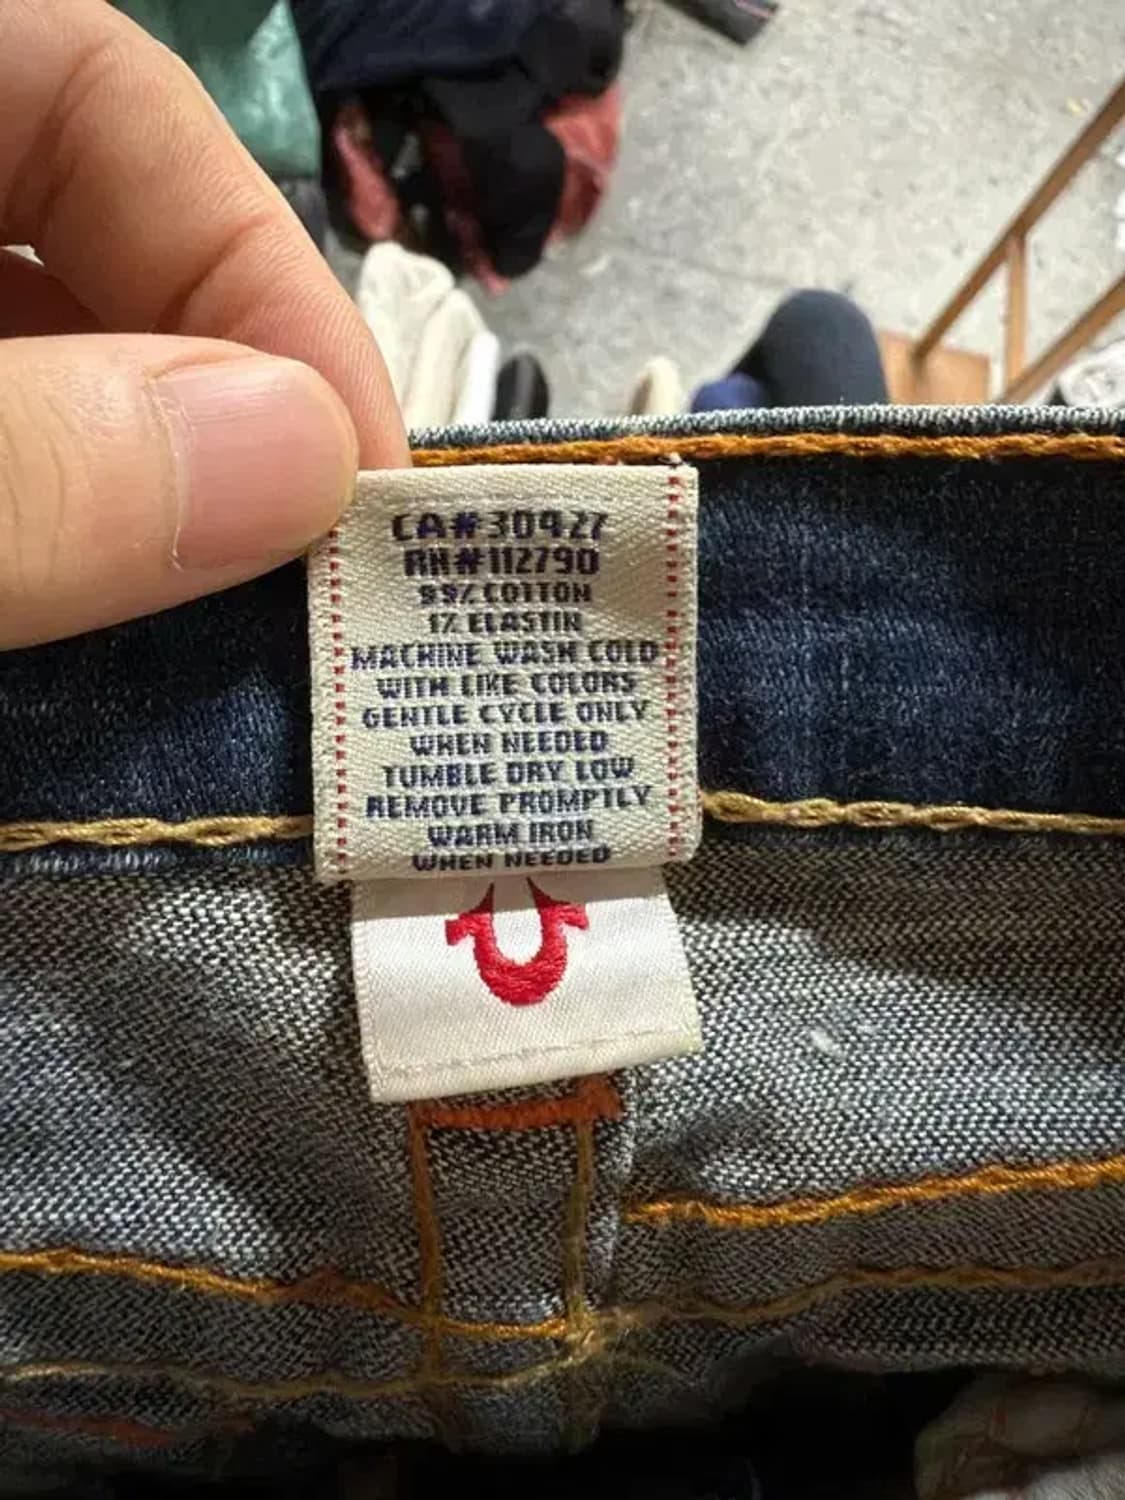 CA#30427
RN#112790
99% COTTON
1% ELASTIN
MACHINE WASH COLD
WITH LIKE COLORS
GENTLE CYCLE ONLY
WHEN NEEDED
TUMBLE DRY LOW
REMOVE PROMPTLY
WARM IRON
WHEN NEEDED